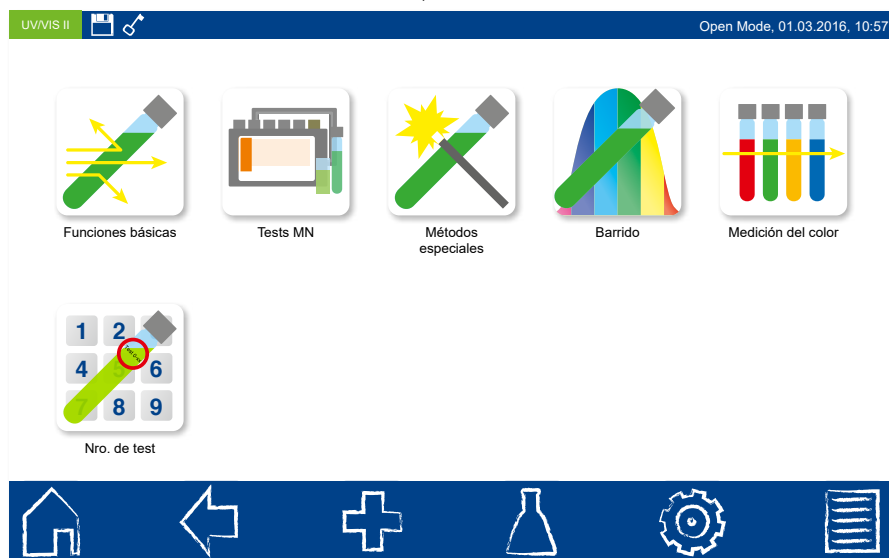 UV/VIS II
Open Mode, 01.03.2016, 10:57
Funciones básicas
Tests MN
Métodos
especiales
Barrido
Medición del color
1 2
4 5 6
7 8 9
Nro. de test